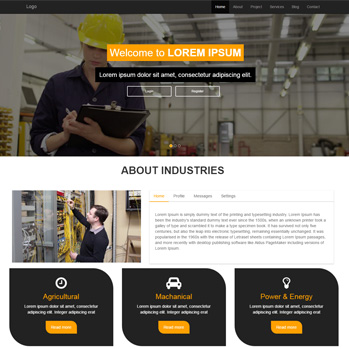 Logo
Home About Project Services Blog Contact
Welcome to LOREM IPSUM
Lorem ipsum dolor sit amet, consectetur adipiscing elit.
Login Register
ABOUT INDUSTRIES
Home Profile Messages Settings
Lorem Ipsum is simply dummy text of the printing and typesetting industry. Lorem Ipsum
has been the industry's standard dummy text ever since the 1500s, when an unknown printer took a
galley of type and scrambled it to make a type specimen book. It has survived not only five
centuries, but also the leap into electronic typesetting, remaining essentially unchanged. It was
popularised in the 1960s with the release of Letraset sheets containing Lorem Ipsum passages,
and more recently with desktop publishing software like Aldus PageMaker including versions of
Lorem Ipsum.
Agricultural
Lorem ipsum dolor sit amet, consectetur
adipiscing elit. Integer adipiscing erat
Read more
Machanical
Lorem ipsum dolor sit amet, consectetur
adipiscing elit. Integer adipiscing erat
Read more
Power & Energy
Lorem ipsum dolor sit amet, consectetur
adipiscing elit. Integer adipiscing erat
Read more